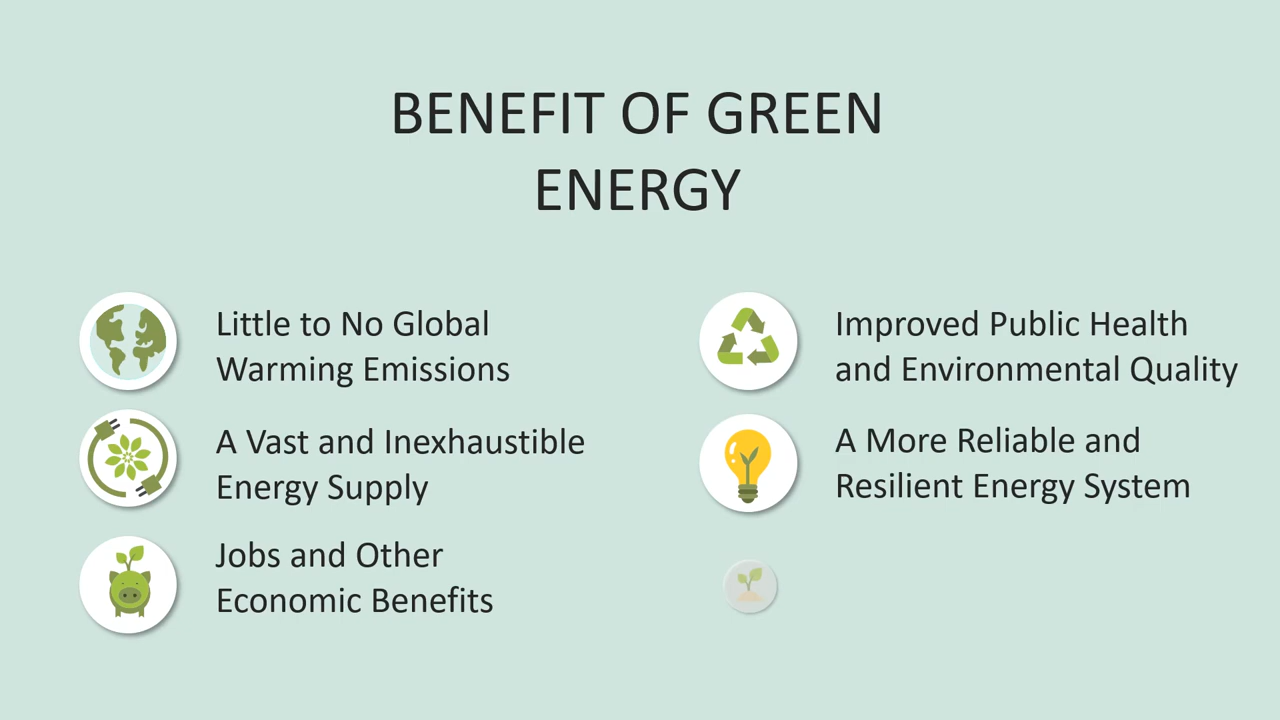 BENEFIT OF GREEN
ENERGY
Little to No Global
Warming Emissions
A Vast and Inexhaustible
Energy Supply
Jobs and Other
Economic Benefits
Improved Public Health
and Environmental Quality
A More Reliable and
Resilient Energy System